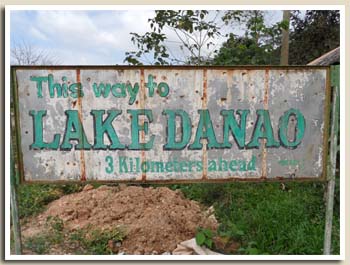 This way to
LAKE DANAO
3 Kilometers ahead